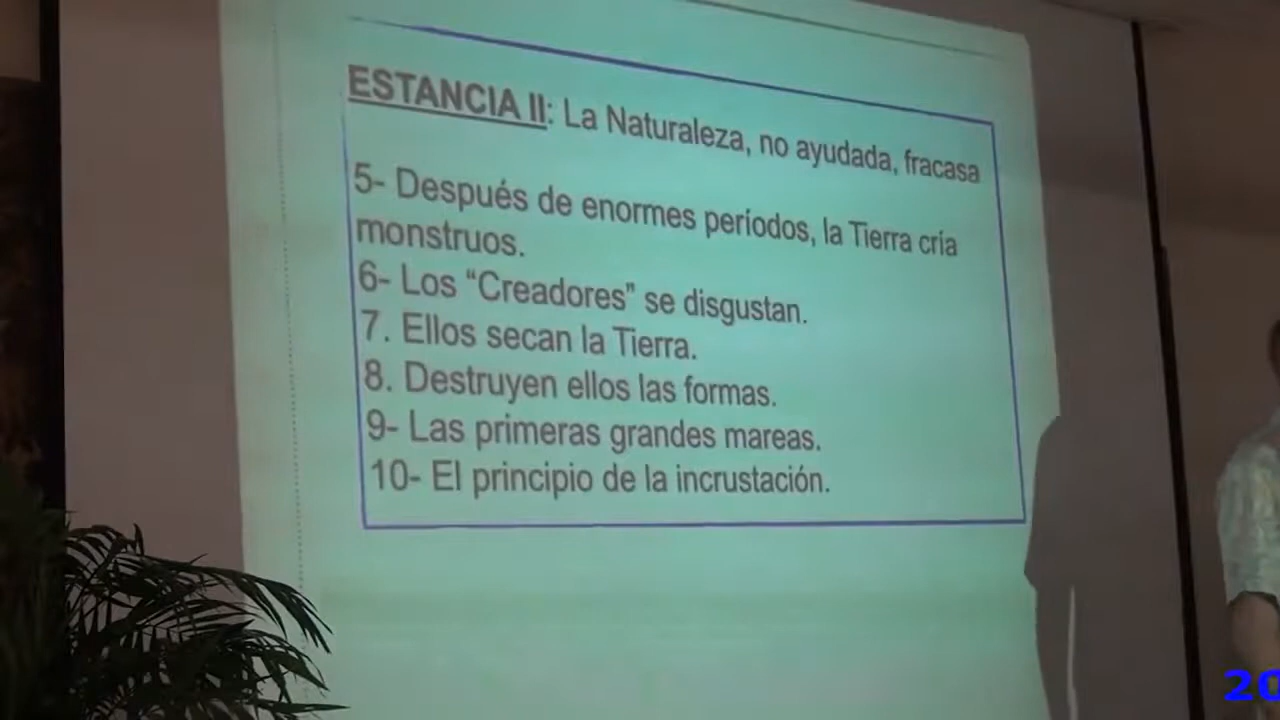 ESTANCIA II: La Naturaleza, no ayudada, fracasa
5- Después de enormes períodos, la Tierra cría
monstruos.
6- Los “Creadores” se disgustan.
7. Ellos secan la Tierra.
8. Destruyen ellos las formas.
9- Las primeras grandes mareas.
10- El principio de la incrustación.
20